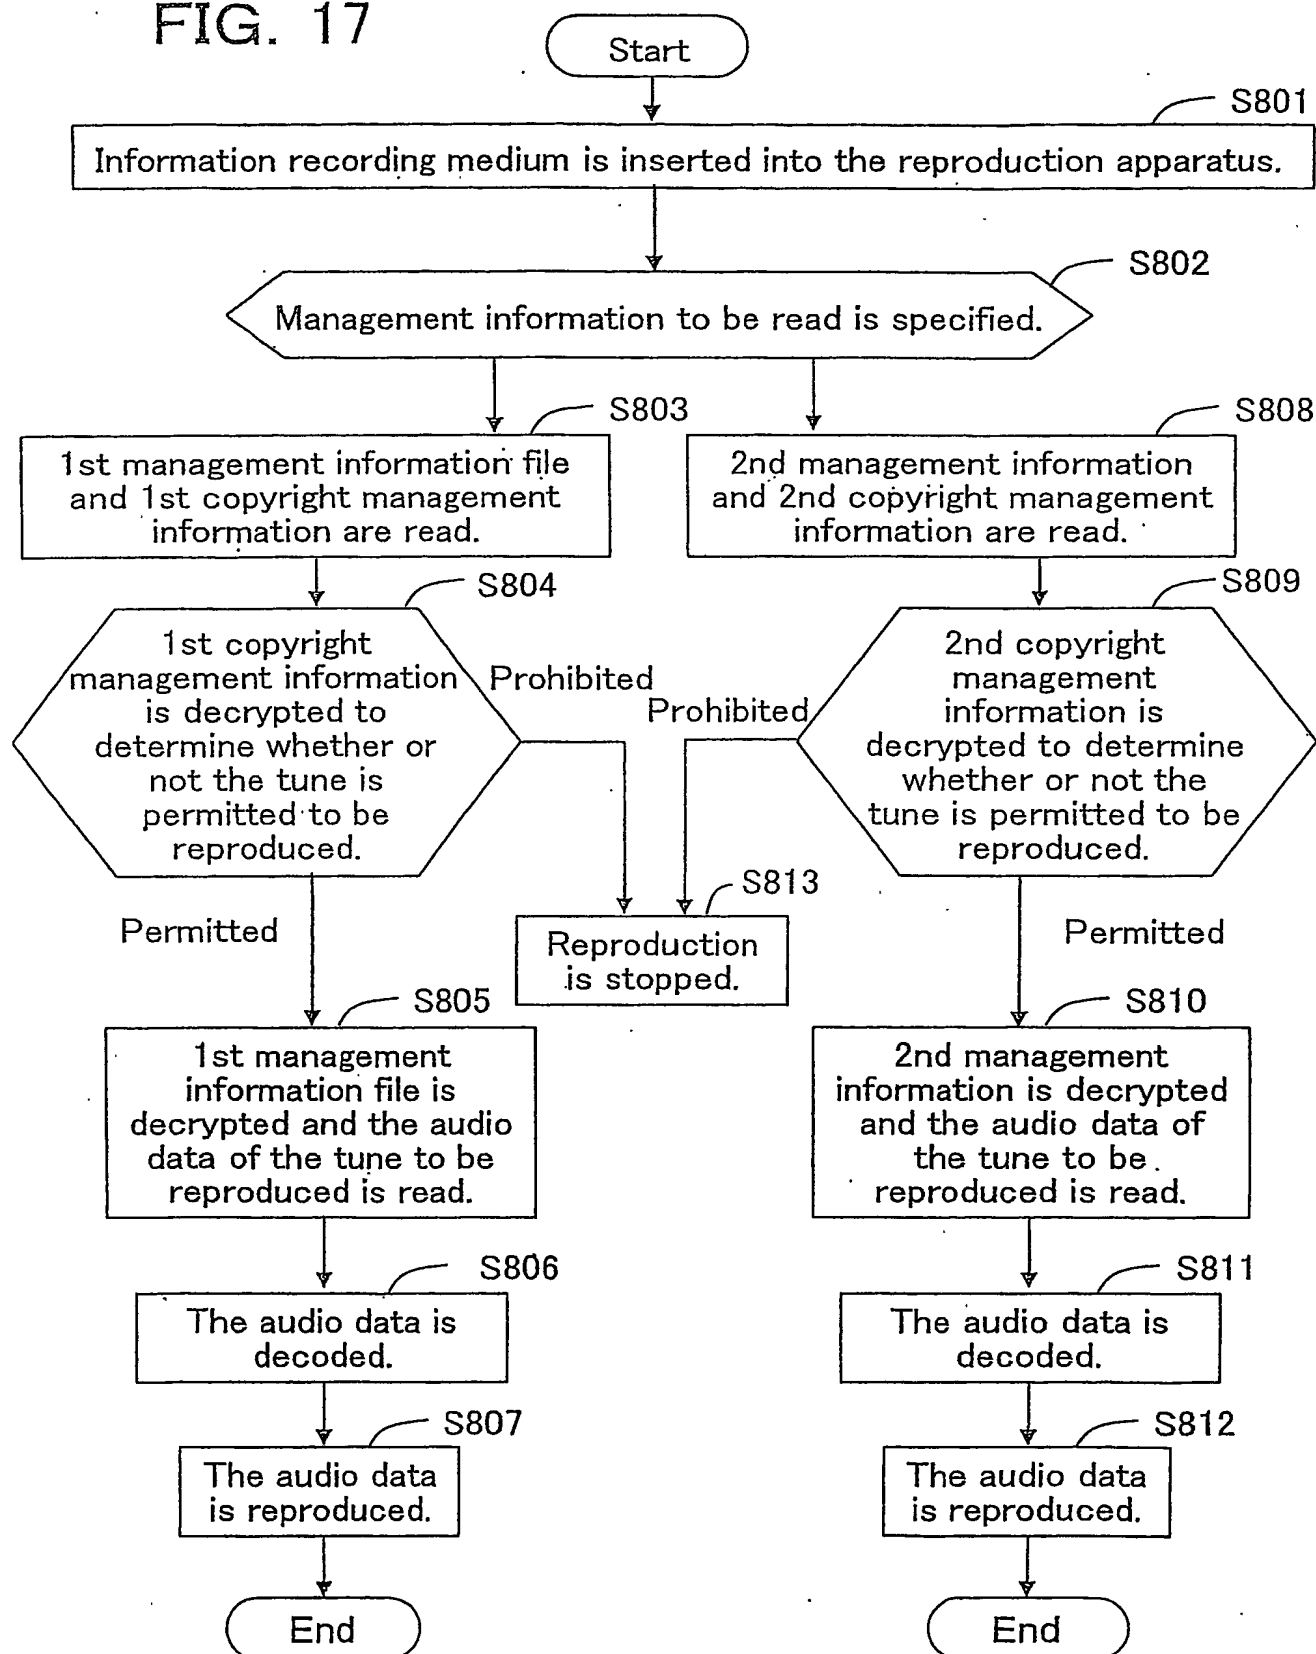 FIG. 17
Start
S801
Information recording medium is inserted into the reproduction apparatus.
S802
Management information to be read is specified.
S803
1st management information file
and 1st copyright management
information are read.
S808
2nd management information
and 2nd copyright management
information are read.
S804
1st copyright
management information
is decrypted to
determine whether or
not the tune is
permitted to be
reproduced.
Prohibited
S809
2nd copyright
management
information is
decrypted to determine
whether or not the
tune is permitted to be
reproduced.
Prohibited
S813
Reproduction
is stopped.
Permitted
Permitted
S805
1st management
information file is
decrypted and the audio
data of the tune to be
reproduced is read.
S810
2nd management
information is decrypted
and the audio data of
the tune to be
reproduced is read.
S806
The audio data is
decoded.
S811
The audio data is
decoded.
S807
The audio data
is reproduced.
S812
The audio data
is reproduced.
End
End